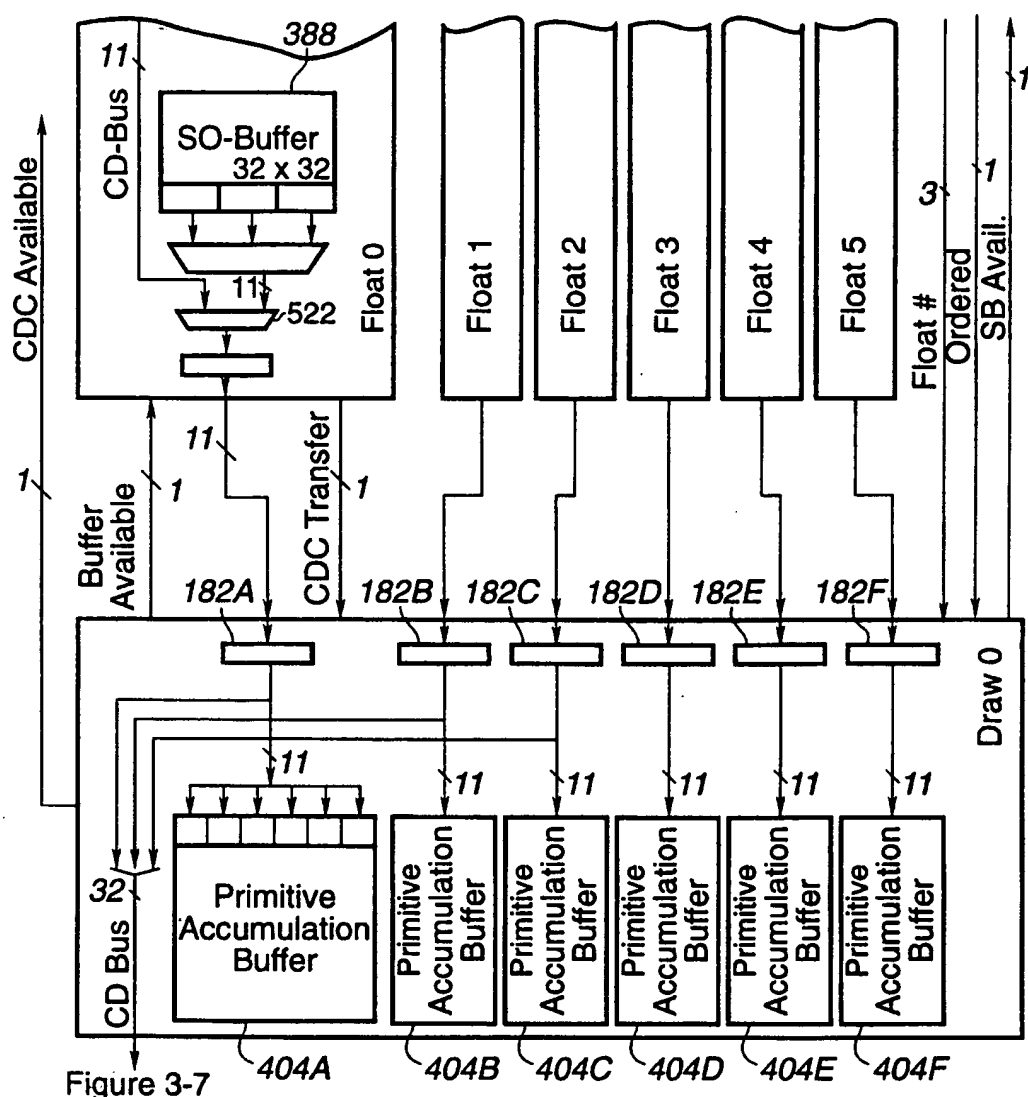 388
11
CD-Bus
SO-Buffer
32 x 32
11
522
Float 0
Float 1
Float 2
Float 3
Float 4
Float 5
3
1
1
Float #
Ordered
SB Avail.
CDC Available
1
Buffer
Available
1
11
CDC Transfer
1
182A
182B
182C
182D
182E
182F
Draw 0
11
11
11
11
11
11
32
CD Bus
Primitive
Accumulation
Buffer
Primitive
Accumulation
Buffer
Primitive
Accumulation
Buffer
Primitive
Accumulation
Buffer
Primitive
Accumulation
Buffer
Primitive
Accumulation
Buffer
404A
404B
404C
404D
404E
404F
Figure 3-7